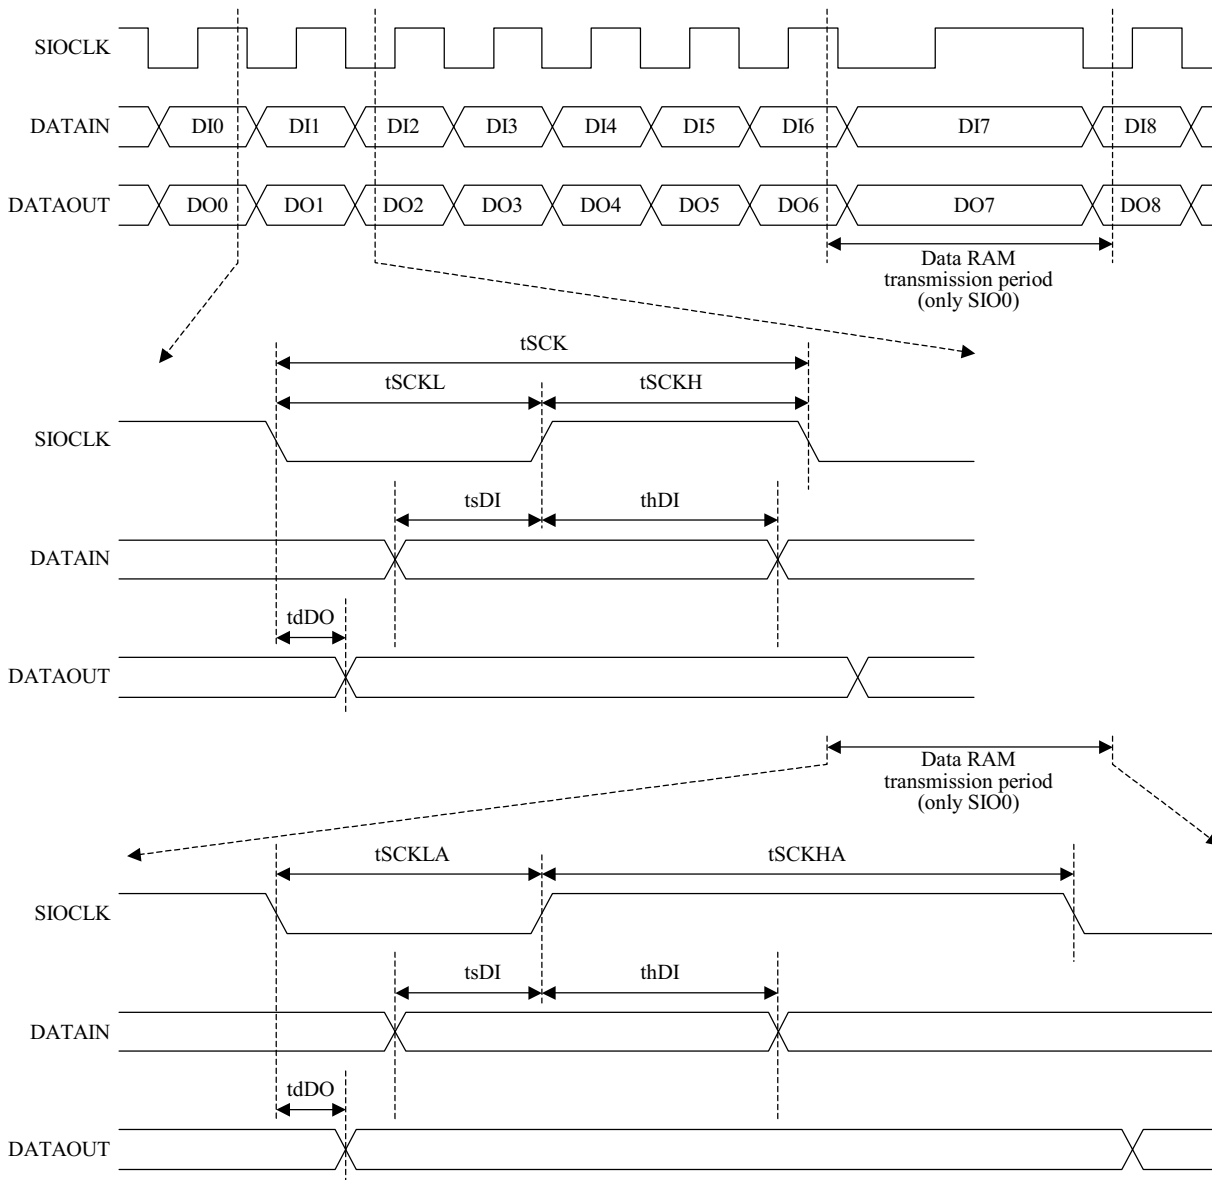 SIOCLK
DATAIN DI0 DI1 DI2 DI3 DI4 DI5 DI6 DI7 DI8
DATAOUT DO0 DO1 DO2 DO3 DO4 DO5 DO6 DO7 DO8
Data RAM
transmission period
(only SIO0)
tSCK
tSCKL tSCKH
SIOCLK
tsDI thDI
DATAIN
tdDO
DATAOUT
Data RAM
transmission period
(only SIO0)
tSCKLA tSCKHA
SIOCLK
tsDI thDI
DATAIN
tdDO
DATAOUT